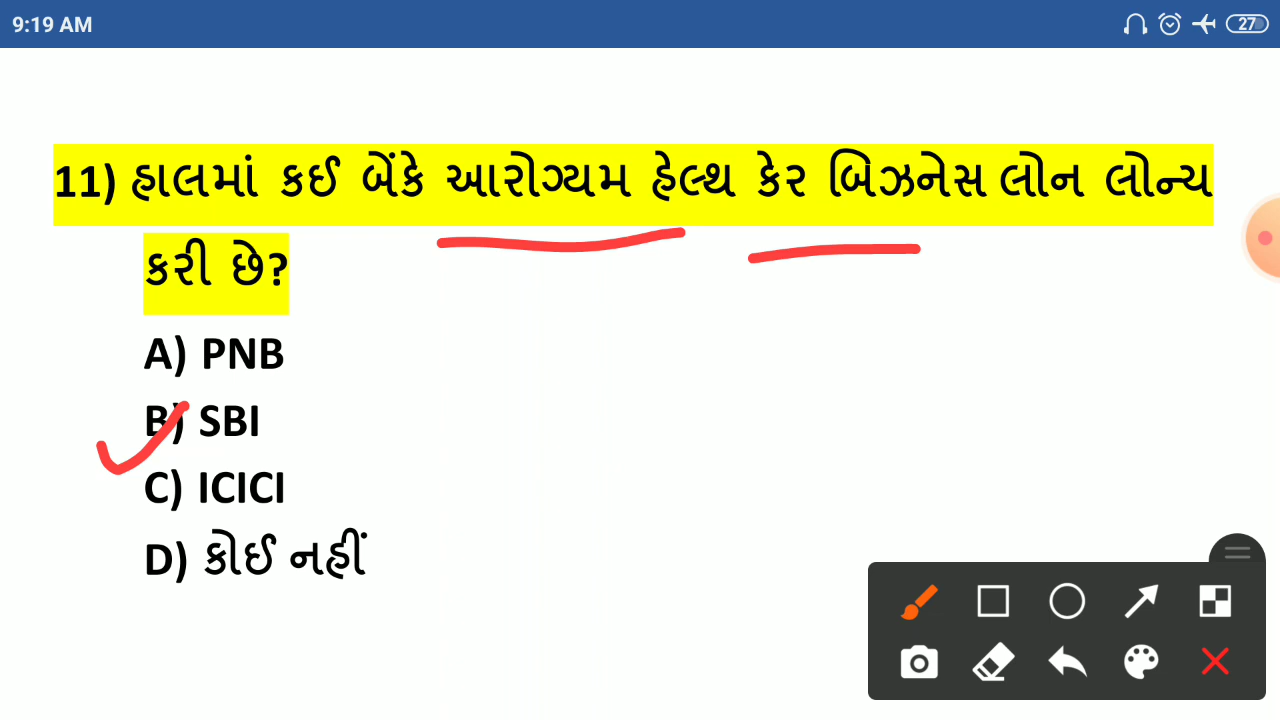 9:19 AM
27
11) હાલમાં કઈ બેંકે આરોગ્યમ હેલ્થ કેર બિઝનેસ લોન લોન્ચ
કરી છે?
A) PNB
B) SBI
C) ICICI
D) કોઈ નહીં